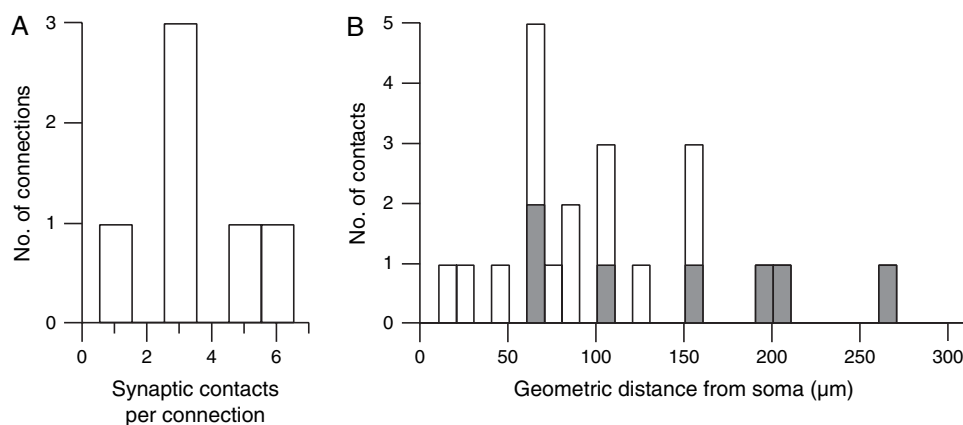 A
3
2
1
0
No. of connections
0 2 4 6
Synaptic contacts
per connection
B
5
4
3
2
1
0
No. of contacts
0 50 100 150 200 250 300
Geometric distance from soma (µm)